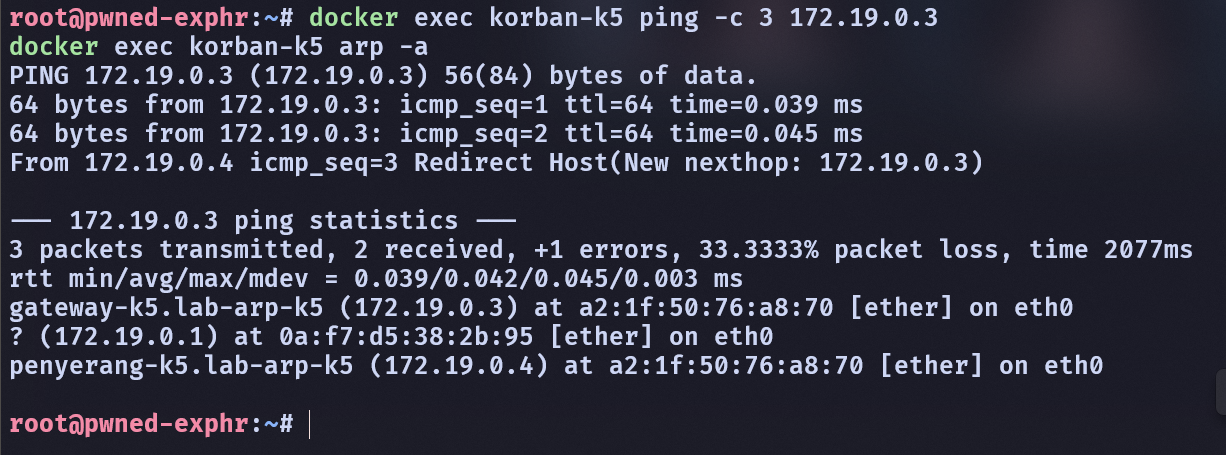 root@pwned-exphr:~# docker exec korban-k5 ping -c 3 172.19.0.3
docker exec korban-k5 arp -a
PING 172.19.0.3 (172.19.0.3) 56(84) bytes of data.
64 bytes from 172.19.0.3: icmp_seq=1 ttl=64 time=0.039 ms
64 bytes from 172.19.0.3: icmp_seq=2 ttl=64 time=0.045 ms
From 172.19.0.4 icmp_seq=3 Redirect Host(New nexthop: 172.19.0.3)
--- 172.19.0.3 ping statistics ---
3 packets transmitted, 2 received, +1 errors, 33.3333% packet loss, time 2077ms
rtt min/avg/max/mdev = 0.039/0.042/0.045/0.003 ms
gateway-k5.lab-arp-k5 (172.19.0.3) at a2:1f:50:76:a8:70 [ether] on eth0
? (172.19.0.1) at 0a:f7:d5:38:2b:95 [ether] on eth0
penyerang-k5.lab-arp-k5 (172.19.0.4) at a2:1f:50:76:a8:70 [ether] on eth0
root@pwned-exphr:~#